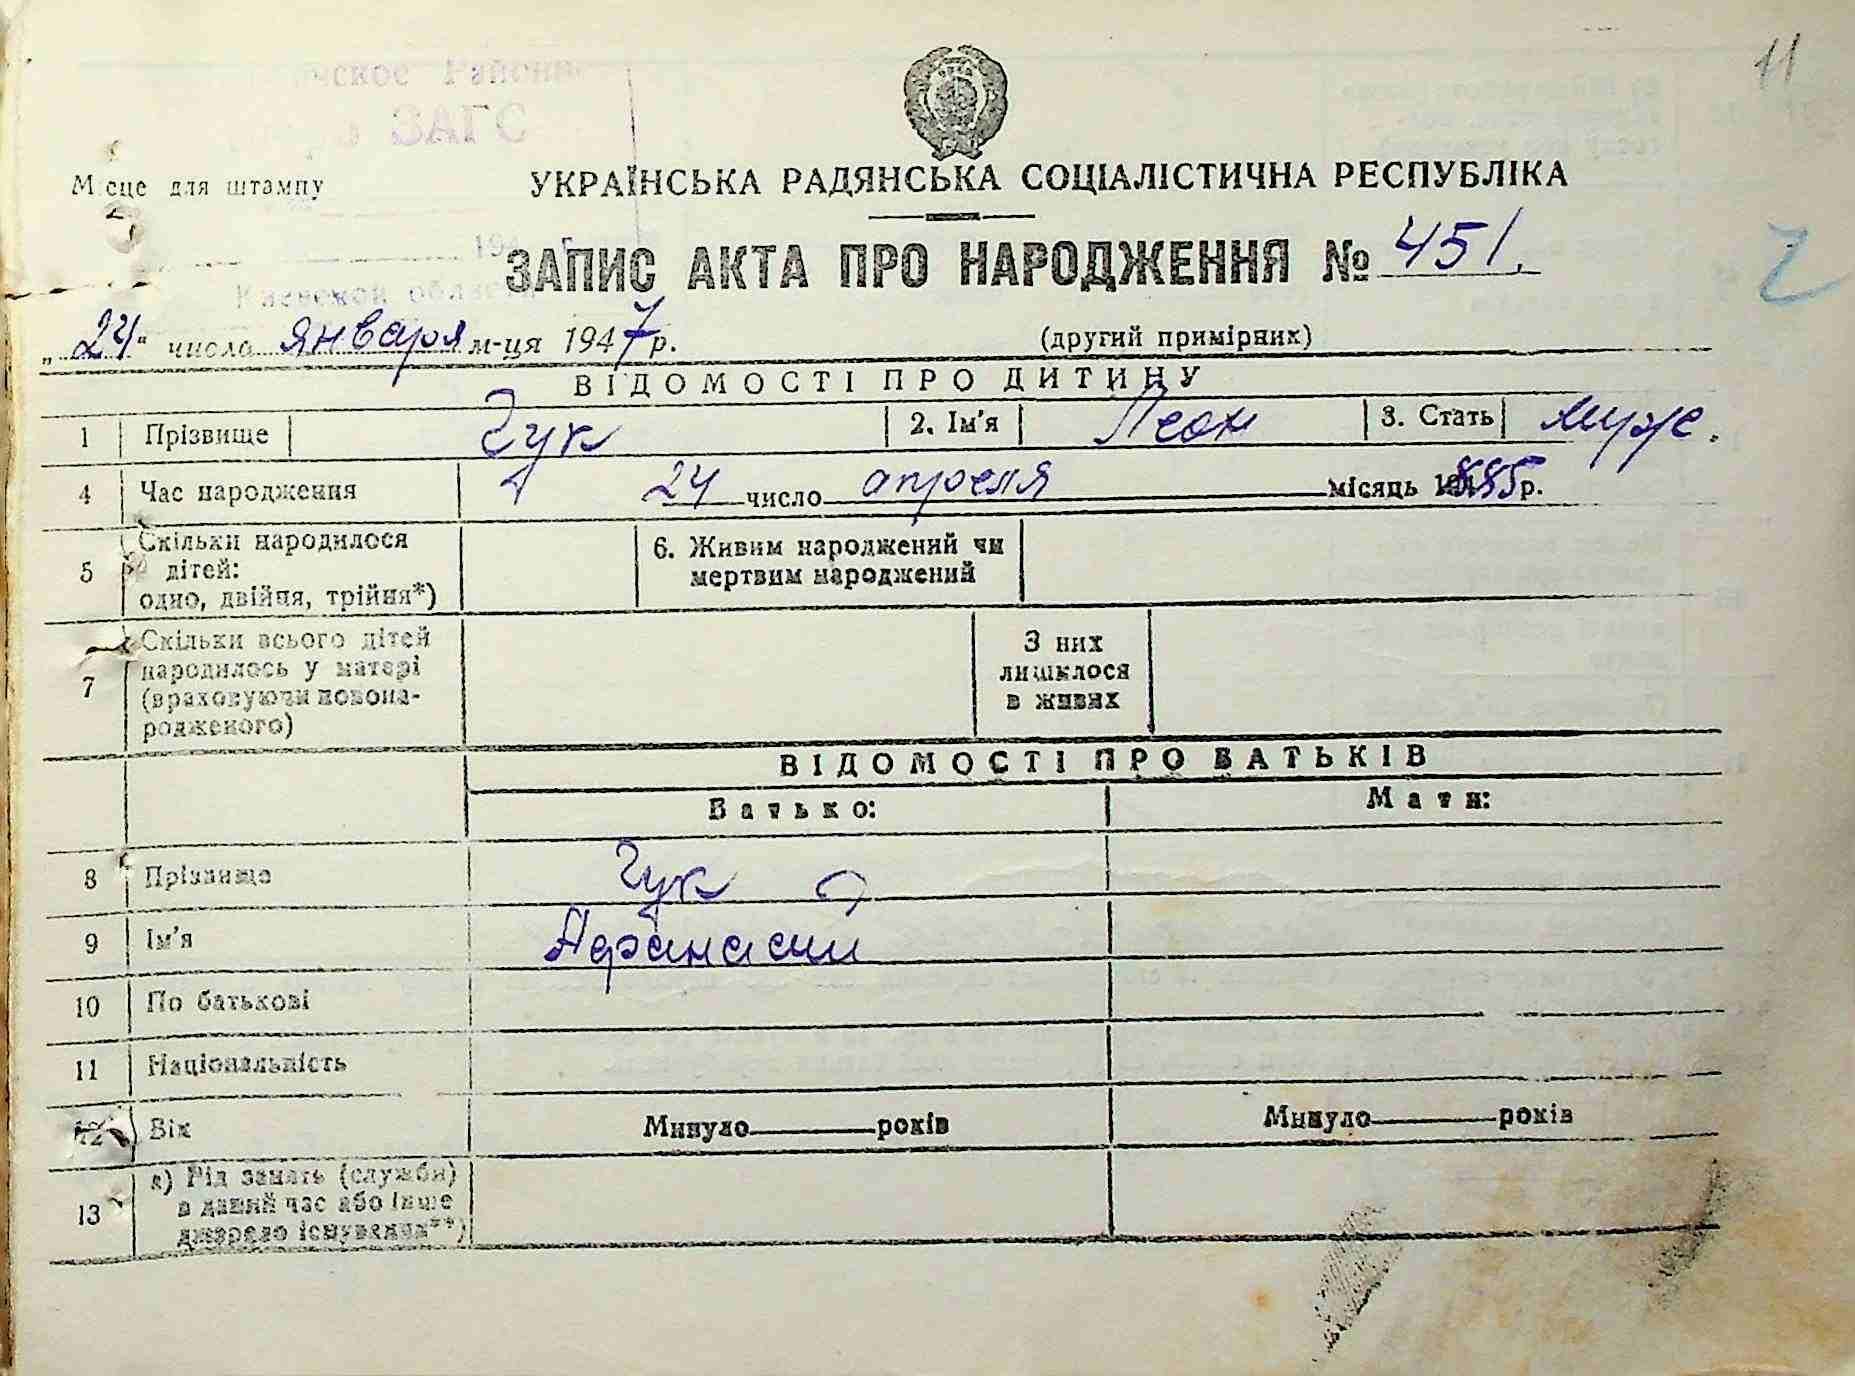 11
ЗАГС
Місце для штампу
УКРАЇНСЬКА РАДЯНСЬКА СОЦІАЛІСТИЧНА РЕСПУБЛІКА
194
ЗАПИС АКТА ПРО НАРОДЖЕННЯ № 451.
Киевской области
„24" числа января м-ця 1947 р. (другий примірник)
ВІДОМОСТІ ПРО ДИТИНУ
1 Прізвище Гук 2. Ім'я Леон 3. Стать муж.
4 Час народження 24 число апреля місяць 1885 р.
5 Скільки народилося дітей: одно, двійня, трійня*) 6. Живим народжений чи мертвим народжений
7 Скільки всього дітей народилось у матері (враховуючи новонародженого) З них лишилося в живих
ВІДОМОСТІ ПРО БАТЬКІВ
Батько: Мати:
8 Прізвище Гук
9 Ім'я Афанасий
10 По батькові
11 Національність
12 Вік Минуло років Минуло років
13 а) Рід занять (служби) в даний час або інше джерело існування**)